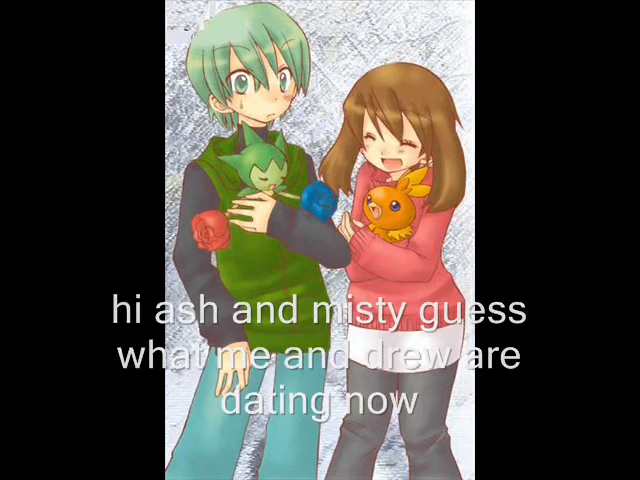 hi ash and misty guess
what me and drew are
dating now